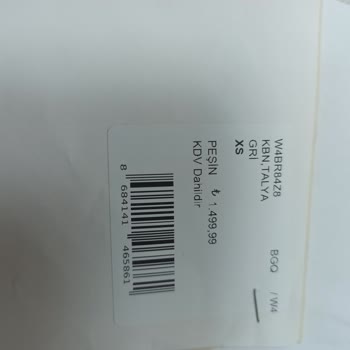 W4BR84Z8 BGQ /W4
KBN,TALYA
GRİ
XS
PEŞİN ₺ 1.499,99
KDV Dahildir
8 684141 465861